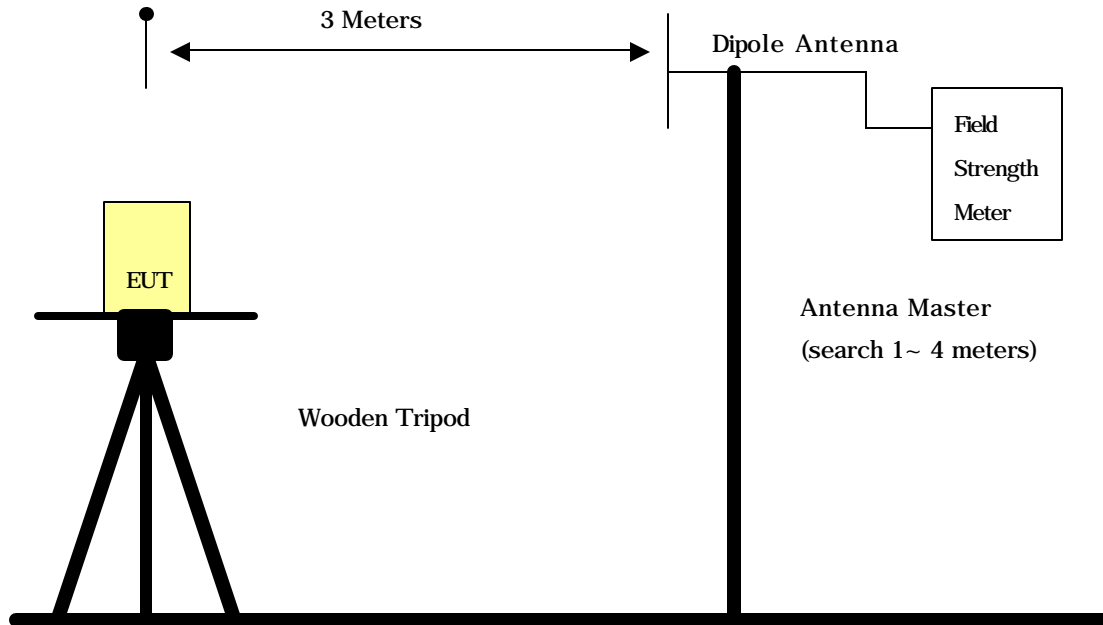 3 Meters
Dipole Antenna
Field
Strength
Meter
EUT
Antenna Master
(search 1~ 4 meters)
Wooden Tripod